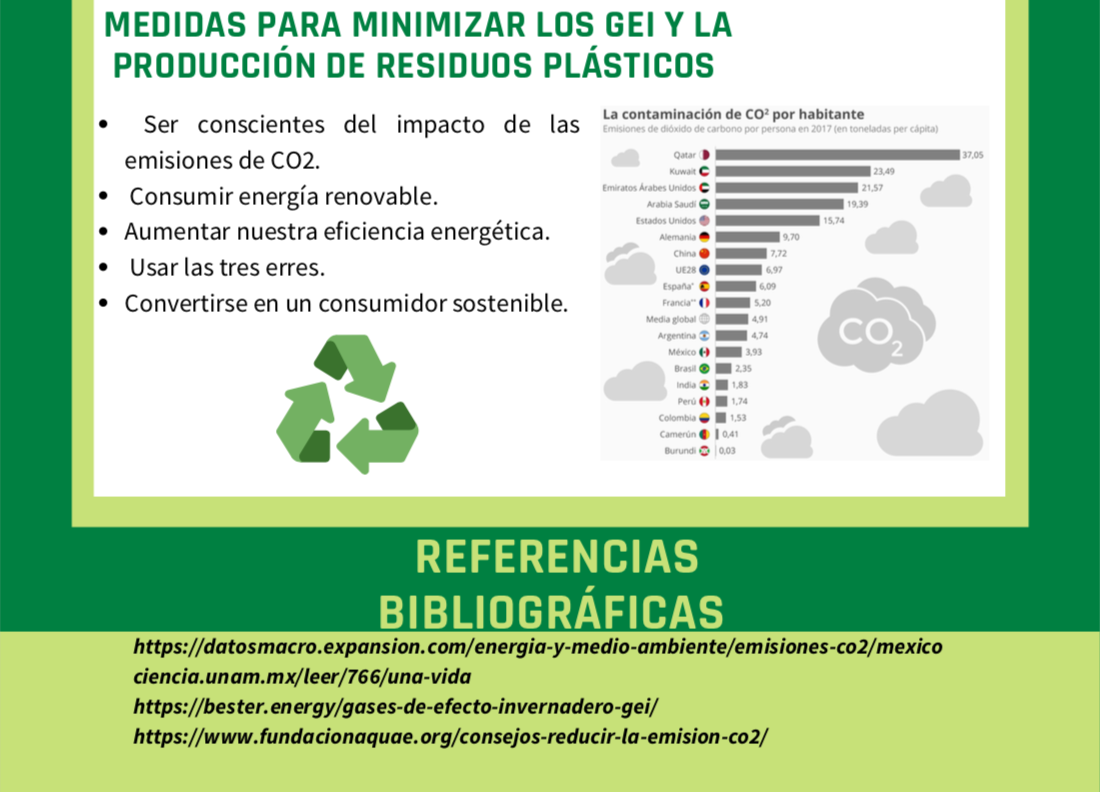 MEDIDAS PARA MINIMIZAR LOS GEI Y LA
PRODUCCIÓN DE RESIDUOS PLÁSTICOS
• Ser conscientes del impacto de las
emisiones de CO2.
• Consumir energía renovable.
• Aumentar nuestra eficiencia energética.
• Usar las tres erres.
• Convertirse en un consumidor sostenible.
La contaminación de CO² por habitante
Emisiones de dióxido de carbono por persona en 2017 (en toneladas per cápita)
Qatar 37,05
Kuwait 23,49
Emiratos Árabes Unidos 21,57
Arabia Saudí 19,39
Estados Unidos 15,74
Alemania 9,70
China 7,72
UE28 6,97
España* 6,09
Francia** 5,20
Media global 4,91
Argentina 4,74
México 3,93
Brasil 2,35
India 1,83
Perú 1,74
Colombia 1,53
Camerún 0,41
Burundi 0,03
CO2
REFERENCIAS
BIBLIOGRÁFICAS
https://datosmacro.expansion.com/energia-y-medio-ambiente/emisiones-co2/mexico
ciencia.unam.mx/leer/766/una-vida
https://bester.energy/gases-de-efecto-invernadero-gei/
https://www.fundacionaquae.org/consejos-reducir-la-emision-co2/